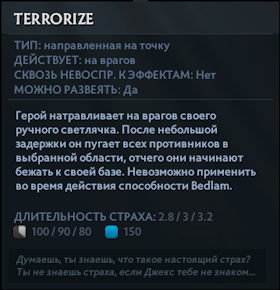 TERRORIZE
ТИП: направленная на точку
ДЕЙСТВУЕТ: на врагов
СКВОЗЬ НЕВОСПР. К ЭФФЕКТАМ: Нет
МОЖНО РАЗВЕЯТЬ: Да
Герой натравливает на врагов своего
ручного светлячка. После небольшой
задержки он пугает всех противников в
выбранной области, отчего они начинают
бежать к своей базе. Невозможно применить
во время действия способности Bedlam.
ДЛИТЕЛЬНОСТЬ СТРАХА: 2.8 / 3 / 3.2
100 / 90 / 80 150
Думаешь, ты знаешь, что такое настоящий страх?
Ты не знаешь страха, если Джекс тебе не знаком...